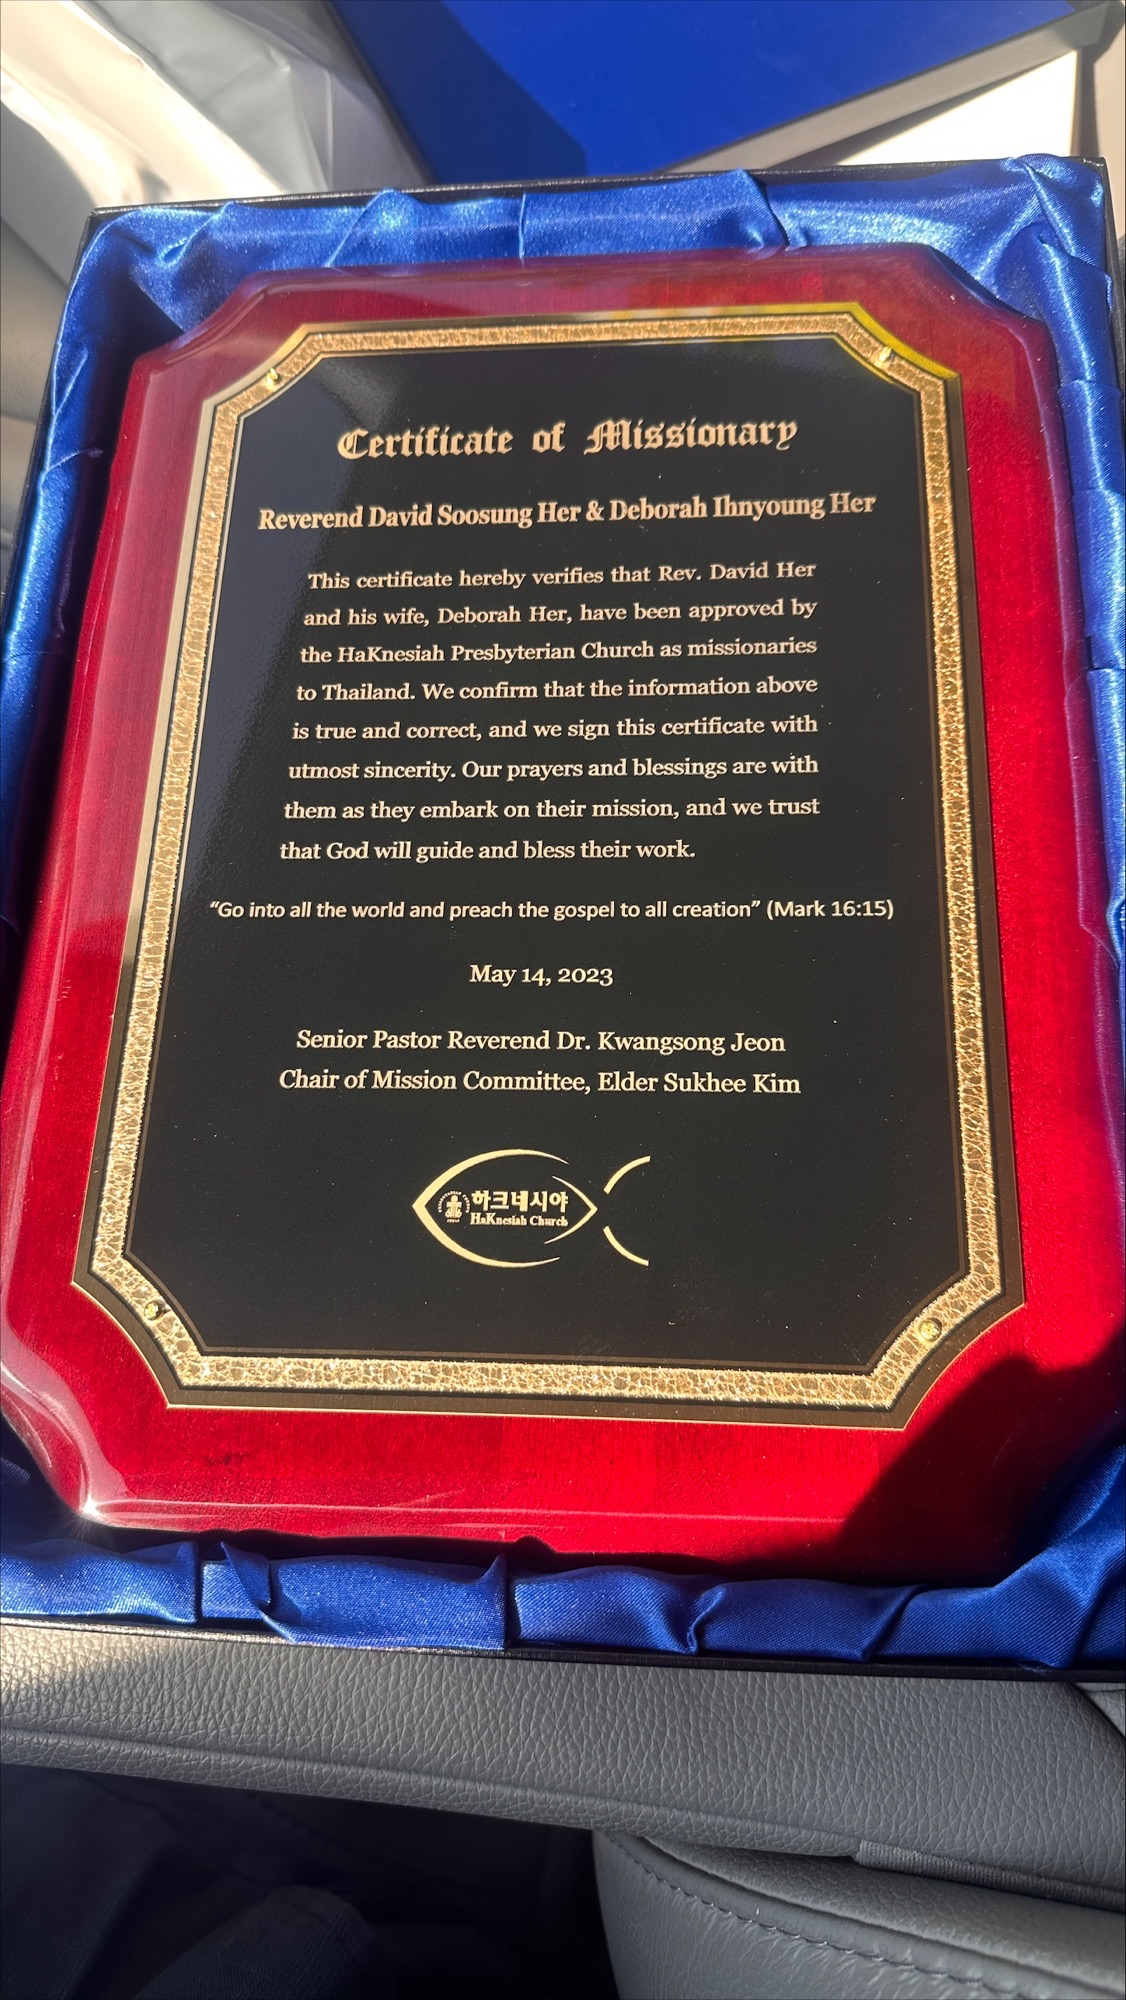 Certificate of Missionary
Reverend David Soosung Her & Deborah Ihnyoung Her
This certificate hereby verifies that Rev. David Her
and his wife, Deborah Her, have been approved by
the HaKnesiah Presbyterian Church as missionaries
to Thailand. We confirm that the information above
is true and correct, and we sign this certificate with
utmost sincerity. Our prayers and blessings are with
them as they embark on their mission, and we trust
that God will guide and bless their work.
“Go into all the world and preach the gospel to all creation” (Mark 16:15)
May 14, 2023
Senior Pastor Reverend Dr. Kwangsong Jeon
Chair of Mission Committee, Elder Sukhee Kim
하크네시야
HaKnesiah Church